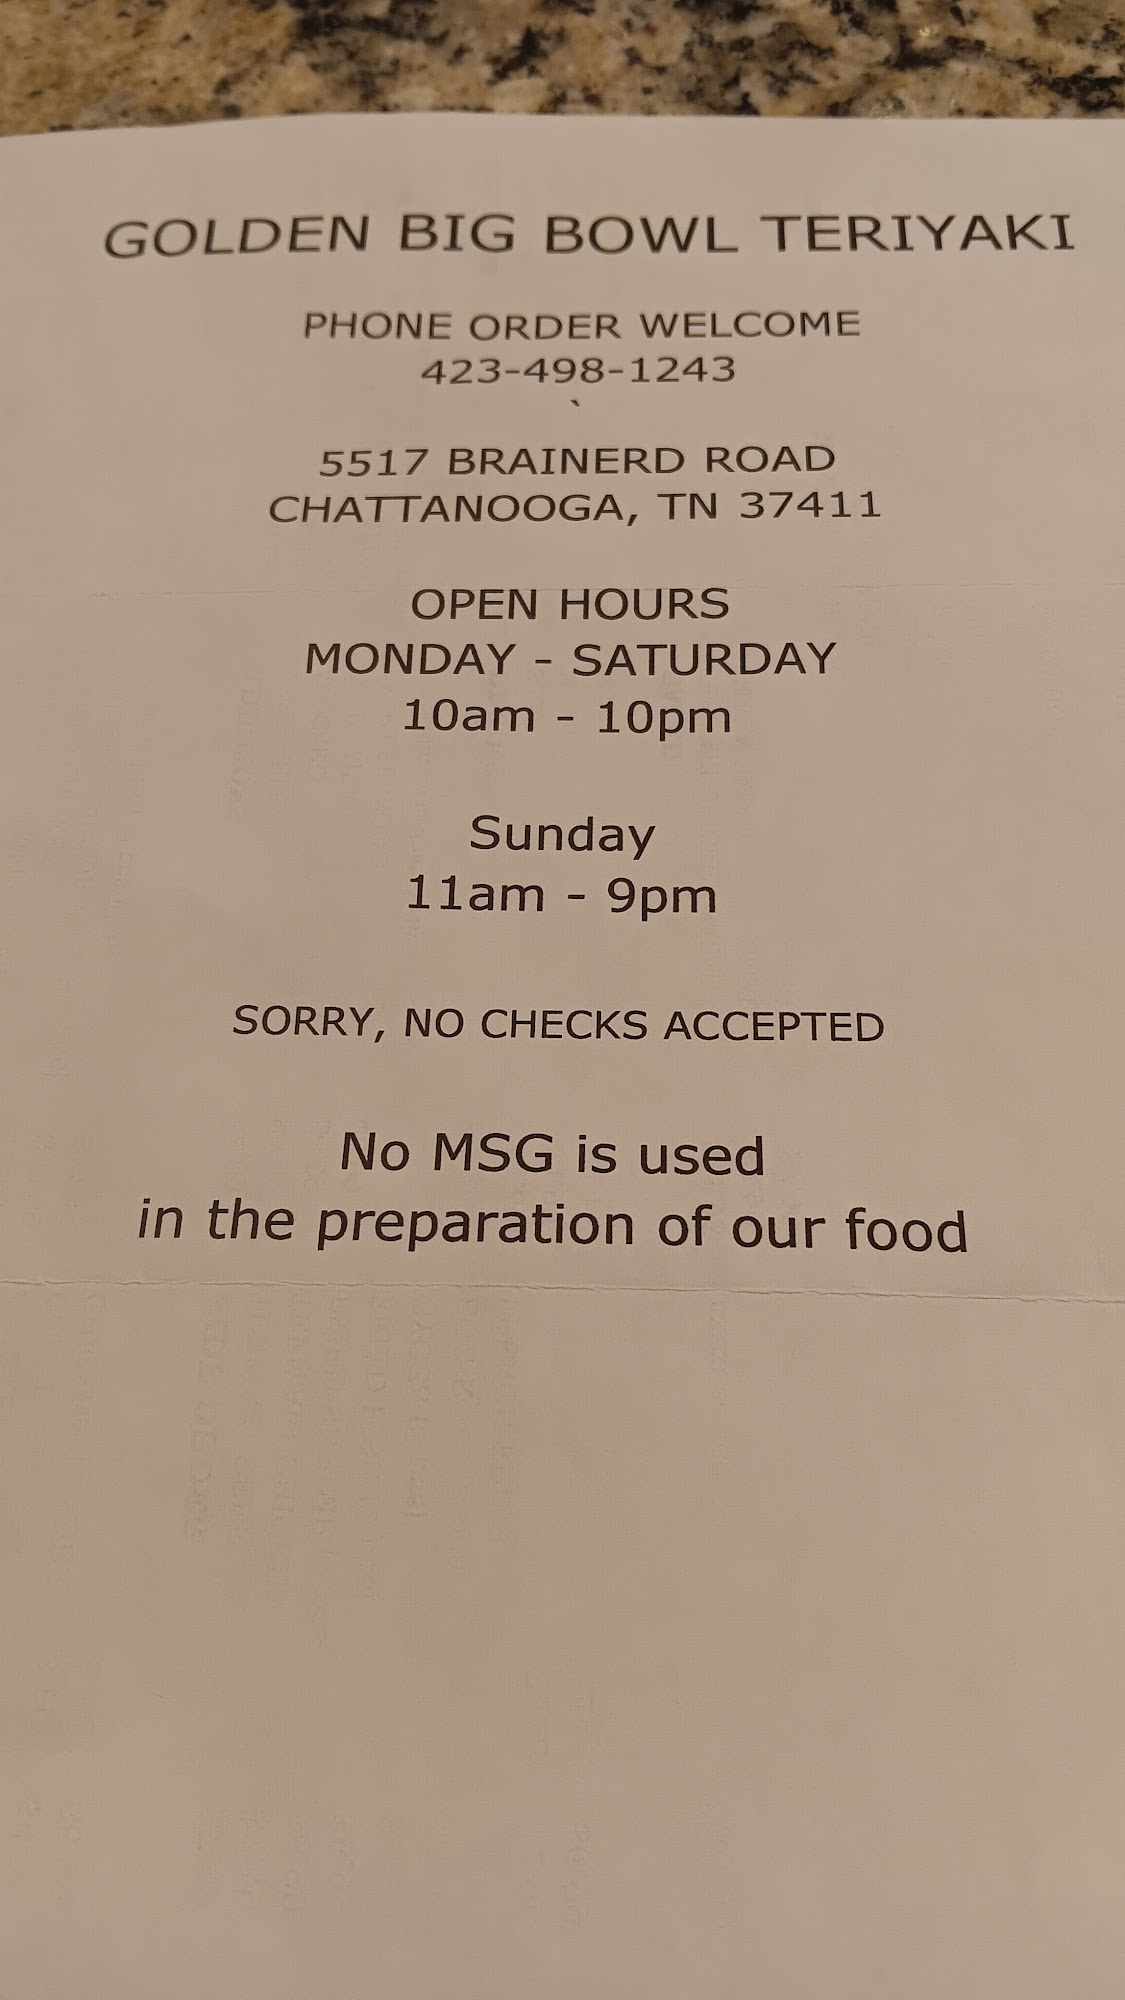 GOLDEN BIG BOWL TERIYAKI
PHONE ORDER WELCOME
423-498-1243
5517 BRAINERD ROAD
CHATTANOOGA, TN 37411
OPEN HOURS
MONDAY - SATURDAY
10am - 10pm
Sunday
11am - 9pm
SORRY, NO CHECKS ACCEPTED
No MSG is used
in the preparation of our food